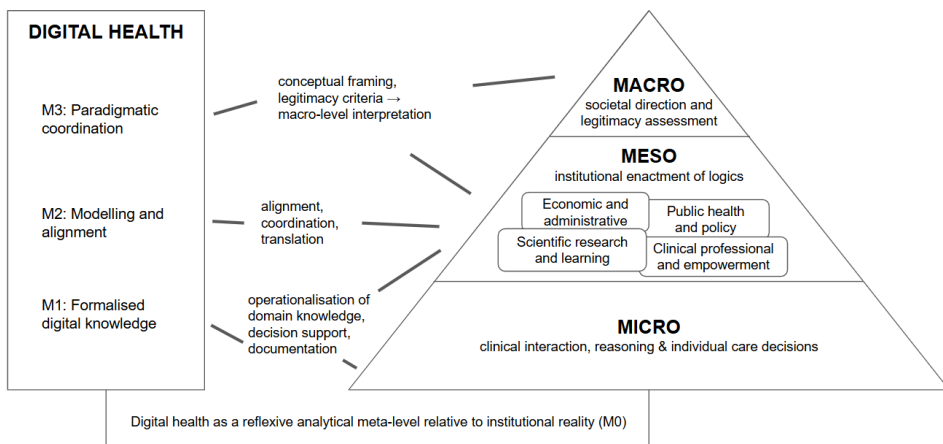 DIGITAL HEALTH
M3: Paradigmatic
coordination
M2: Modelling and
alignment
M1: Formalised
digital knowledge
conceptual framing,
legitimacy criteria →
macro-level interpretation
alignment,
coordination,
translation
operationalisation of
domain knowledge,
decision support,
documentation
MACRO
societal direction and
legitimacy assessment
MESO
institutional enactment of logics
Economic and
administrative
Public health
and policy
Scientific research
and learning
Clinical professional
and empowerment
MICRO
clinical interaction, reasoning & individual care decisions
Digital health as a reflexive analytical meta-level relative to institutional reality (M0)